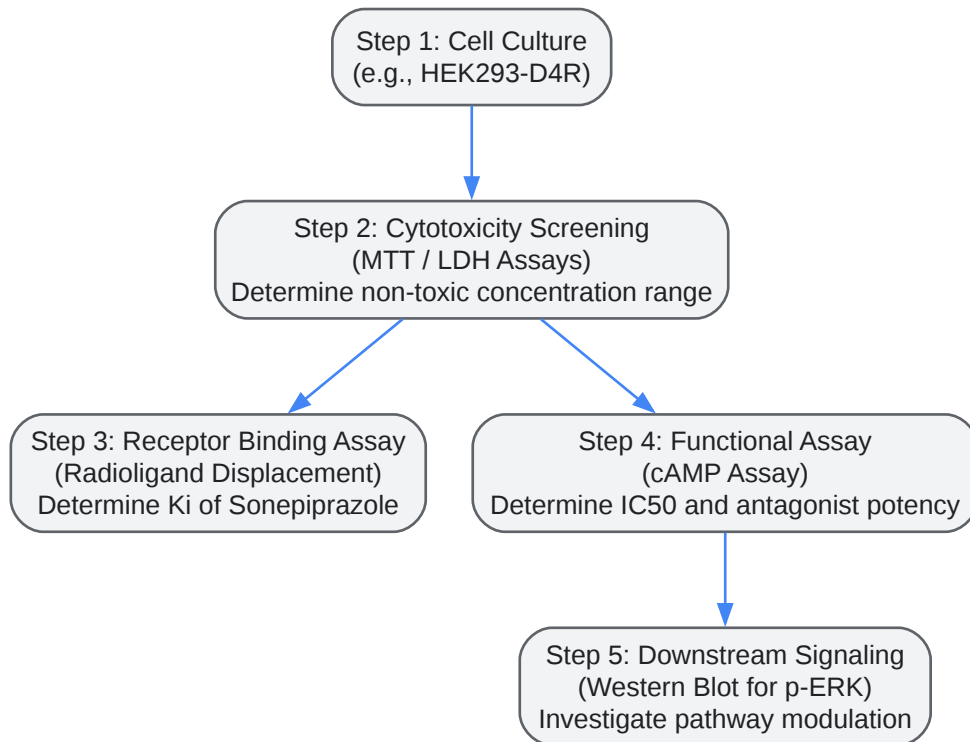 Step 1: Cell Culture
(e.g., HEK293-D4R)
Step 2: Cytotoxicity Screening
(MTT / LDH Assays)
Determine non-toxic concentration range
Step 3: Receptor Binding Assay
(Radioligand Displacement)
Determine Ki of Sonepiprazole
Step 4: Functional Assay
(cAMP Assay)
Determine IC50 and antagonist potency
Step 5: Downstream Signaling
(Western Blot for p-ERK)
Investigate pathway modulation